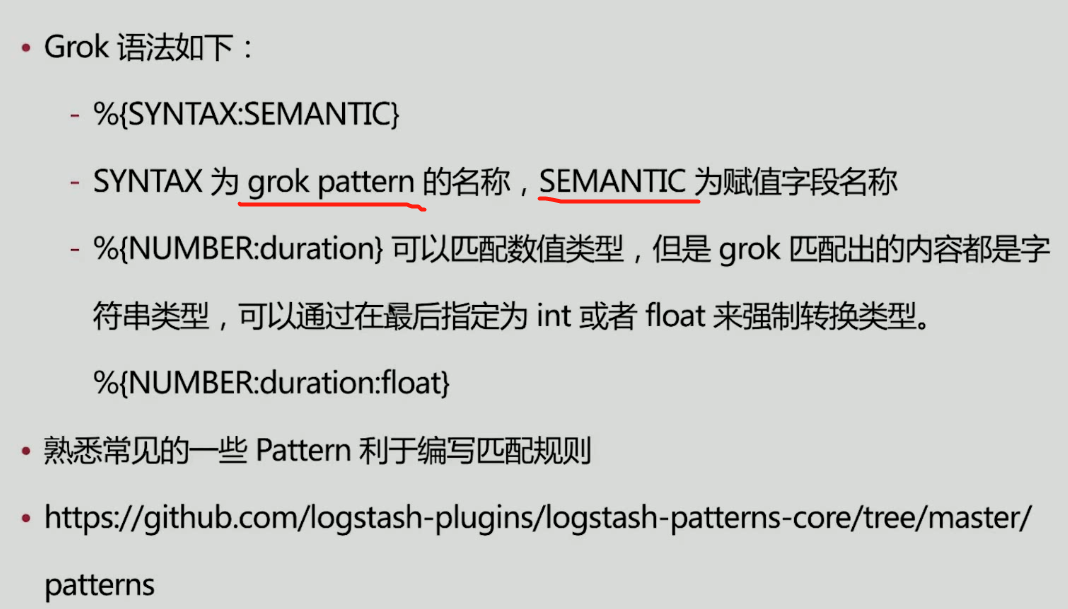 • Grok 语法如下：
- %{SYNTAX:SEMANTIC}
- SYNTAX 为 grok pattern 的名称，SEMANTIC 为赋值字段名称
- %{NUMBER:duration} 可以匹配数值类型，但是 grok 匹配出的内容都是字
符串类型，可以通过在最后指定为 int 或者 float 来强制转换类型。
%{NUMBER:duration:float}
• 熟悉常见的一些 Pattern 利于编写匹配规则
• https://github.com/logstash-plugins/logstash-patterns-core/tree/master/
patterns